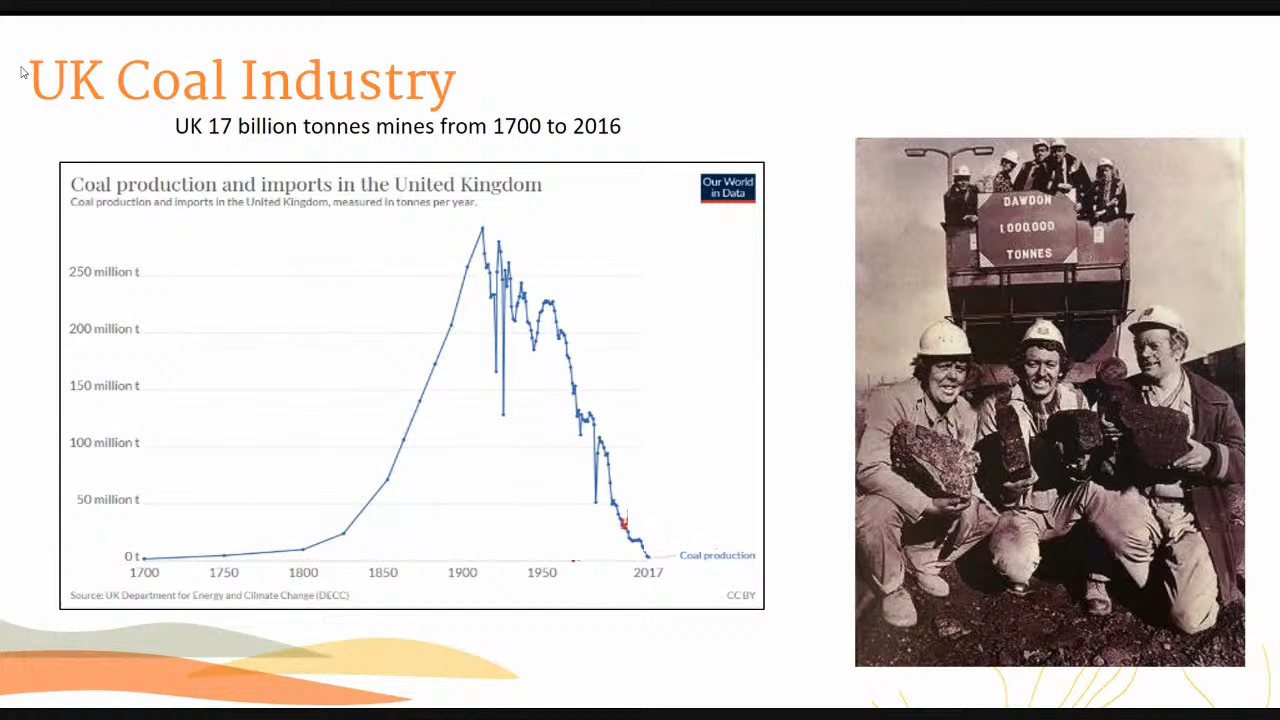 UK Coal Industry
UK 17 billion tonnes mines from 1700 to 2016
Coal production and imports in the United Kingdom
Coal production and imports in the United Kingdom, measured in tonnes per year.
Our World
in Data
250 million t
200 million t
150 million t
100 million t
50 million t
0 t
1700 1750 1800 1850 1900 1950 2017
Coal production
Source: UK Department for Energy and Climate Change (DECC)
CC BY
DAWDON
1,000,000
TONNES